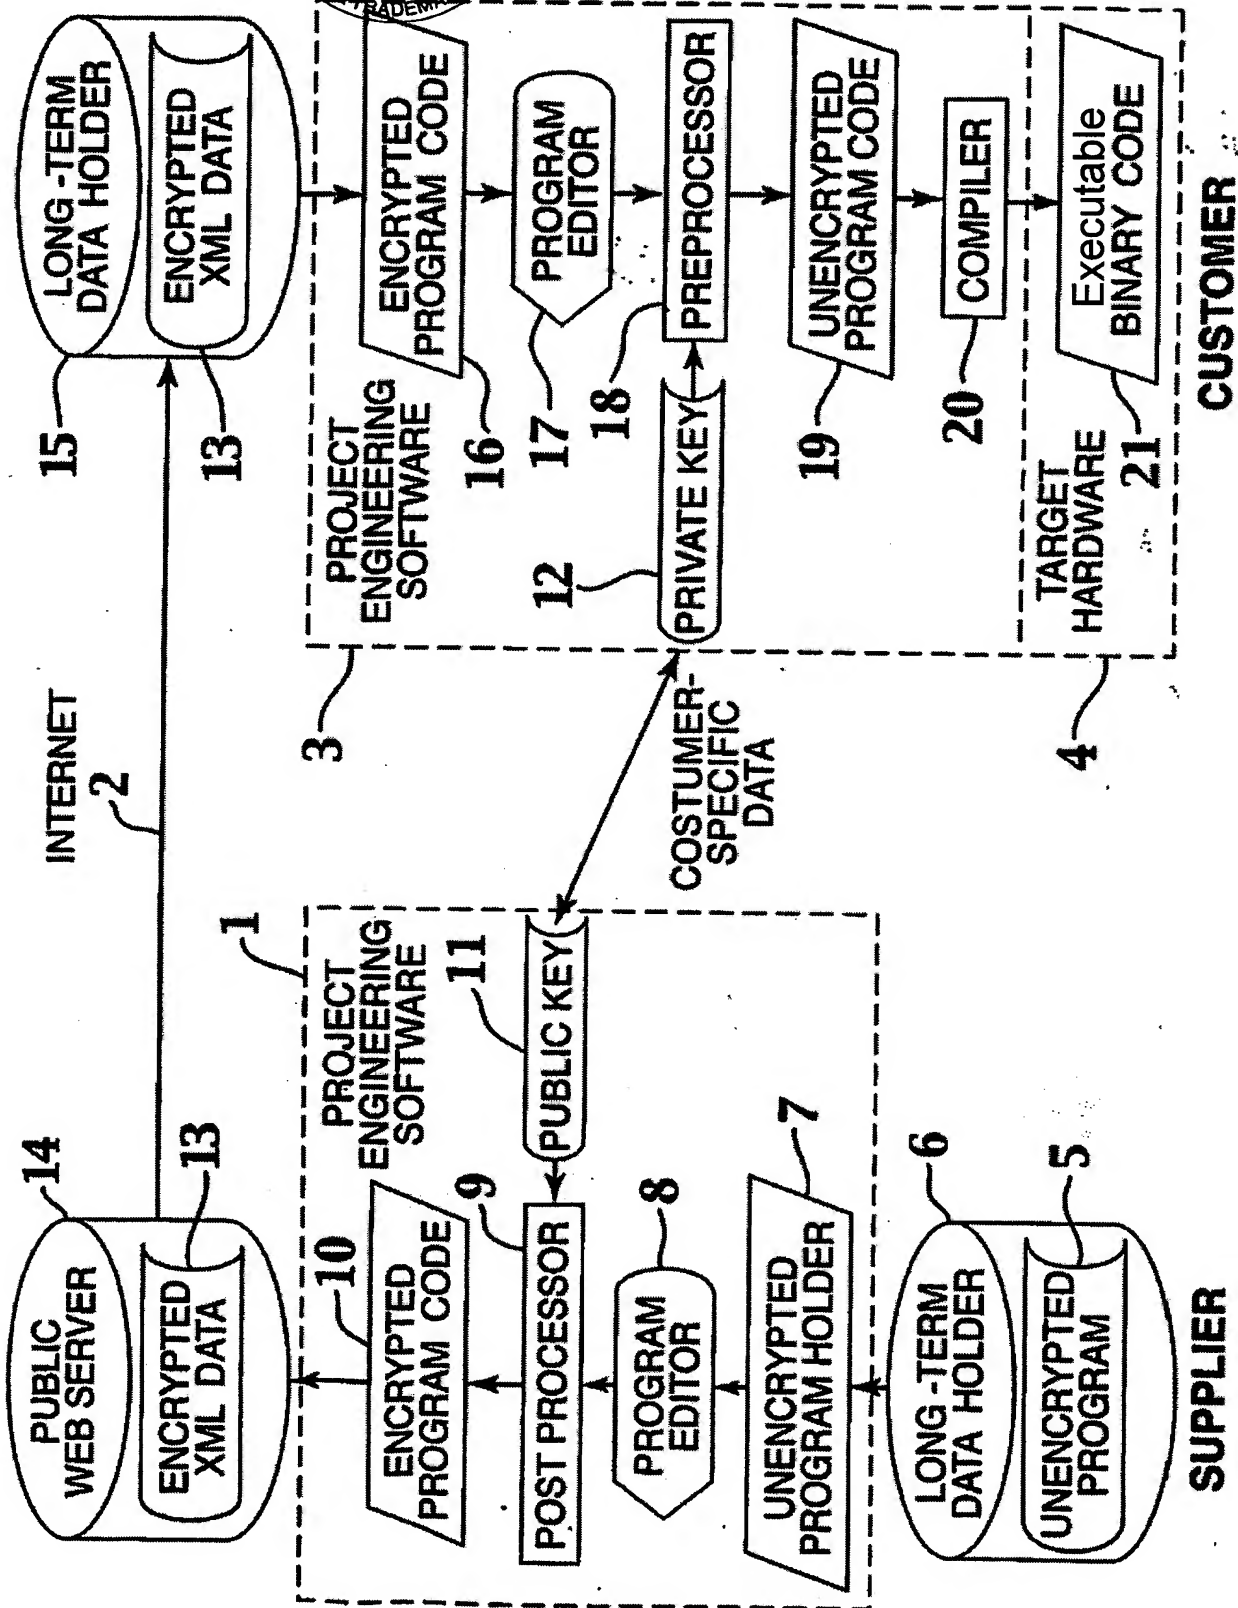 PUBLIC
WEB SERVER
14
ENCRYPTED
XML DATA
13
INTERNET
2
LONG-TERM
DATA HOLDER
15
ENCRYPTED
XML DATA
13
1
PROJECT
ENGINEERING
SOFTWARE
10
ENCRYPTED
PROGRAM CODE
9
POST PROCESSOR
11
PUBLIC KEY
8
PROGRAM
EDITOR
7
UNENCRYPTED
PROGRAM HOLDER
6
LONG-TERM
DATA HOLDER
5
UNENCRYPTED
PROGRAM
SUPPLIER
COSTUMER-
SPECIFIC
DATA
3
PROJECT
ENGINEERING
SOFTWARE
ENCRYPTED
PROGRAM CODE
16
PROGRAM
EDITOR
17
18
PREPROCESSOR
12
PRIVATE KEY
UNENCRYPTED
PROGRAM CODE
19
COMPILER
20
4
TARGET
HARDWARE
Executable
BINARY CODE
21
CUSTOMER